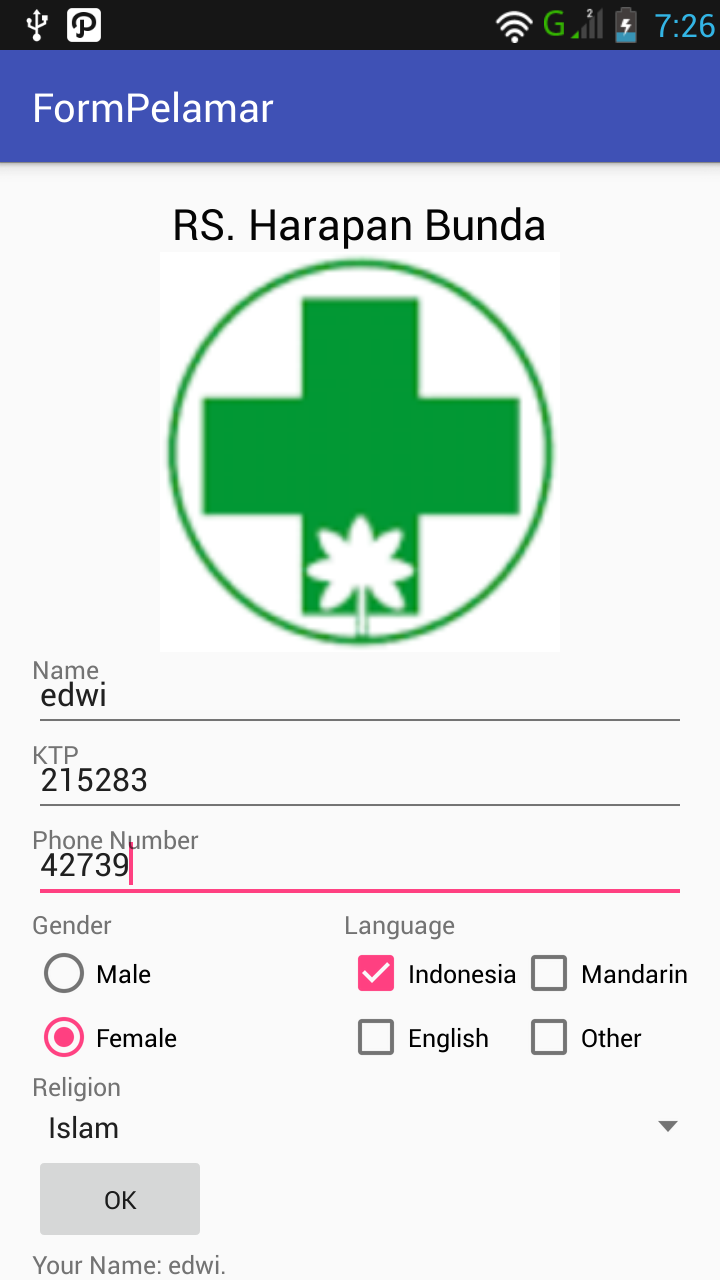 2
G
7:26
FormPelamar
RS. Harapan Bunda
Name
edwi
KTP
215283
Phone Number
42739
Gender
Language
Male
Indonesia
Mandarin
Female
English
Other
Religion
Islam
OK
Your Name: edwi.